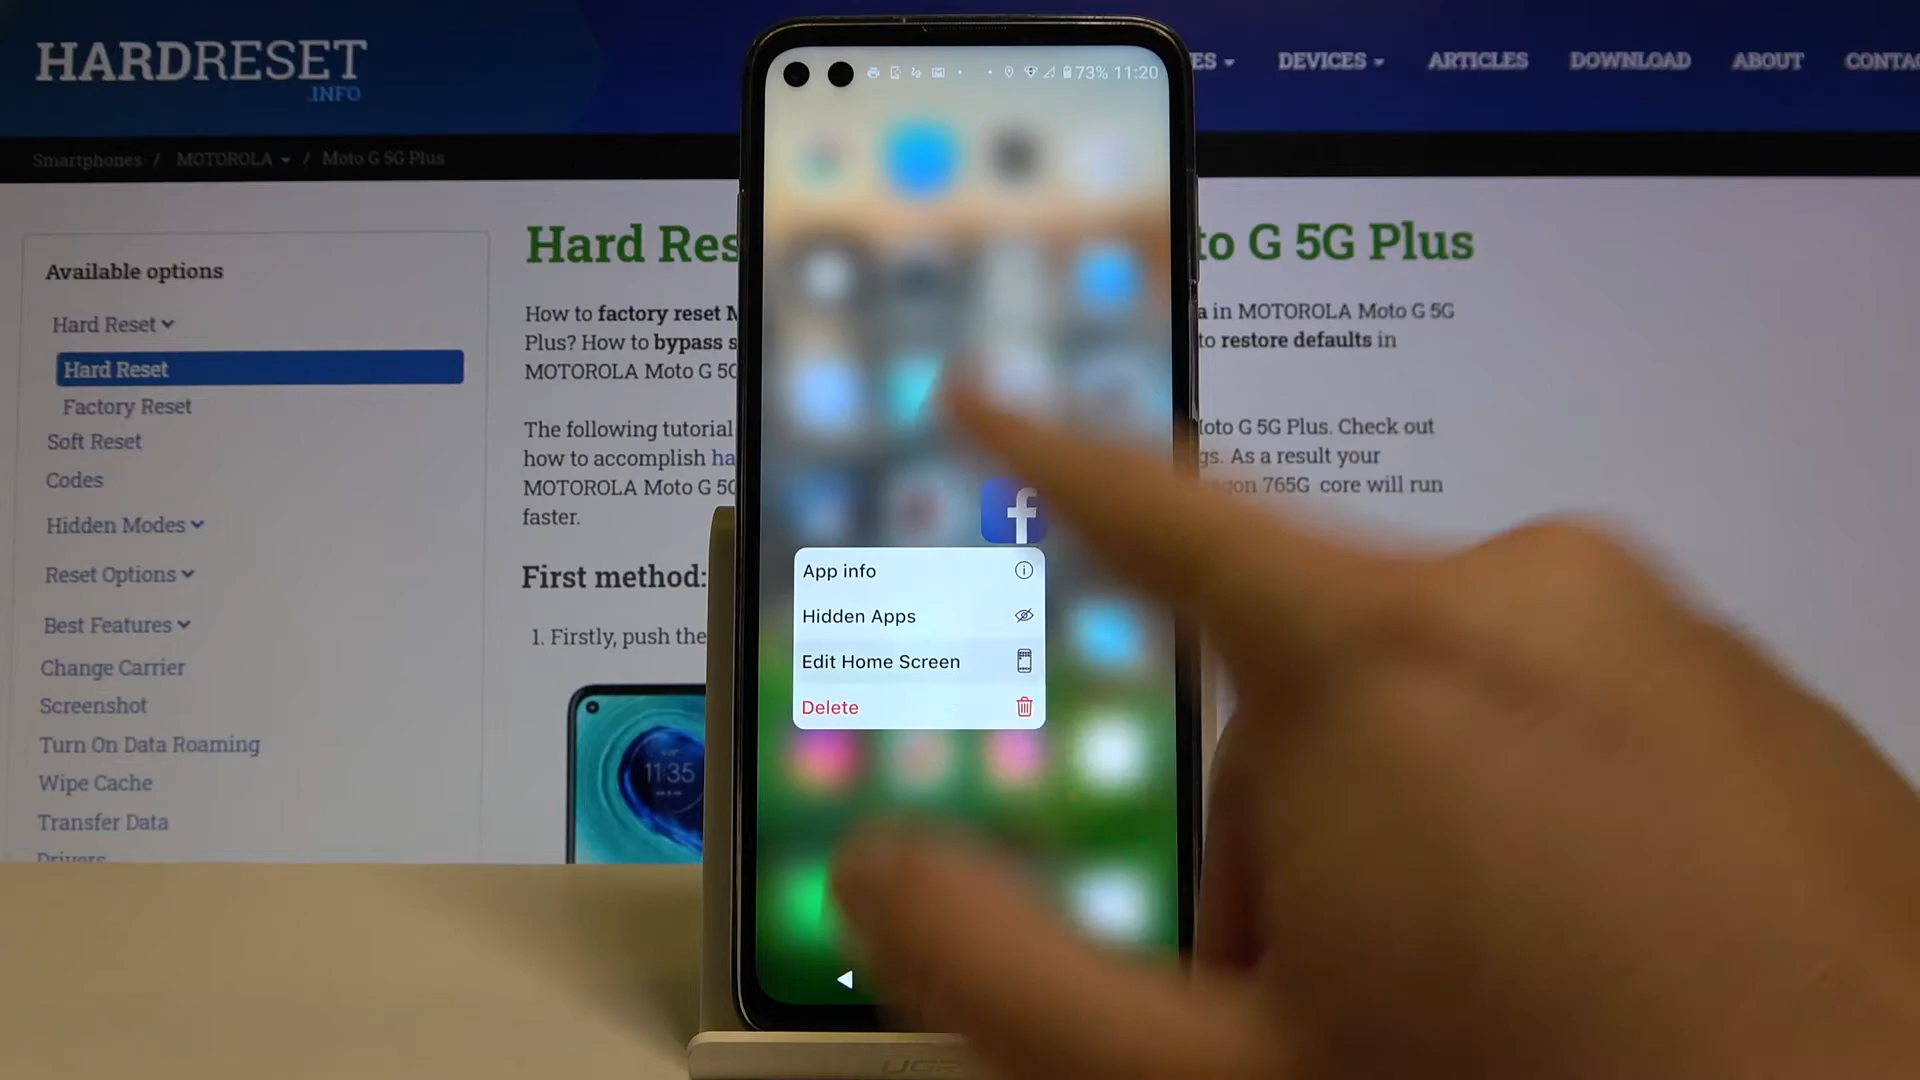 HARDRESET
.INFO
ES
DEVICES
ARTICLES
DOWNLOAD
ABOUT
CONTAC
Smartphones / MOTOROLA / Moto G 5G Plus
73% 11:20
Available options
Hard Reset
Hard Reset
Factory Reset
Soft Reset
Codes
Hidden Modes
Reset Options
Best Features
Change Carrier
Screenshot
Turn On Data Roaming
Wipe Cache
Transfer Data
Drivers
Hard Res
to G 5G Plus
How to factory reset M
Plus? How to bypass s
MOTOROLA Moto G 5G
a in MOTOROLA Moto G 5G
to restore defaults in
The following tutorial
how to accomplish ha
MOTOROLA Moto G 5G
faster.
Moto G 5G Plus. Check out
gs. As a result your
765G core will run
First method:
1. Firstly, push the
11:35
f
App info
Hidden Apps
Edit Home Screen
Delete